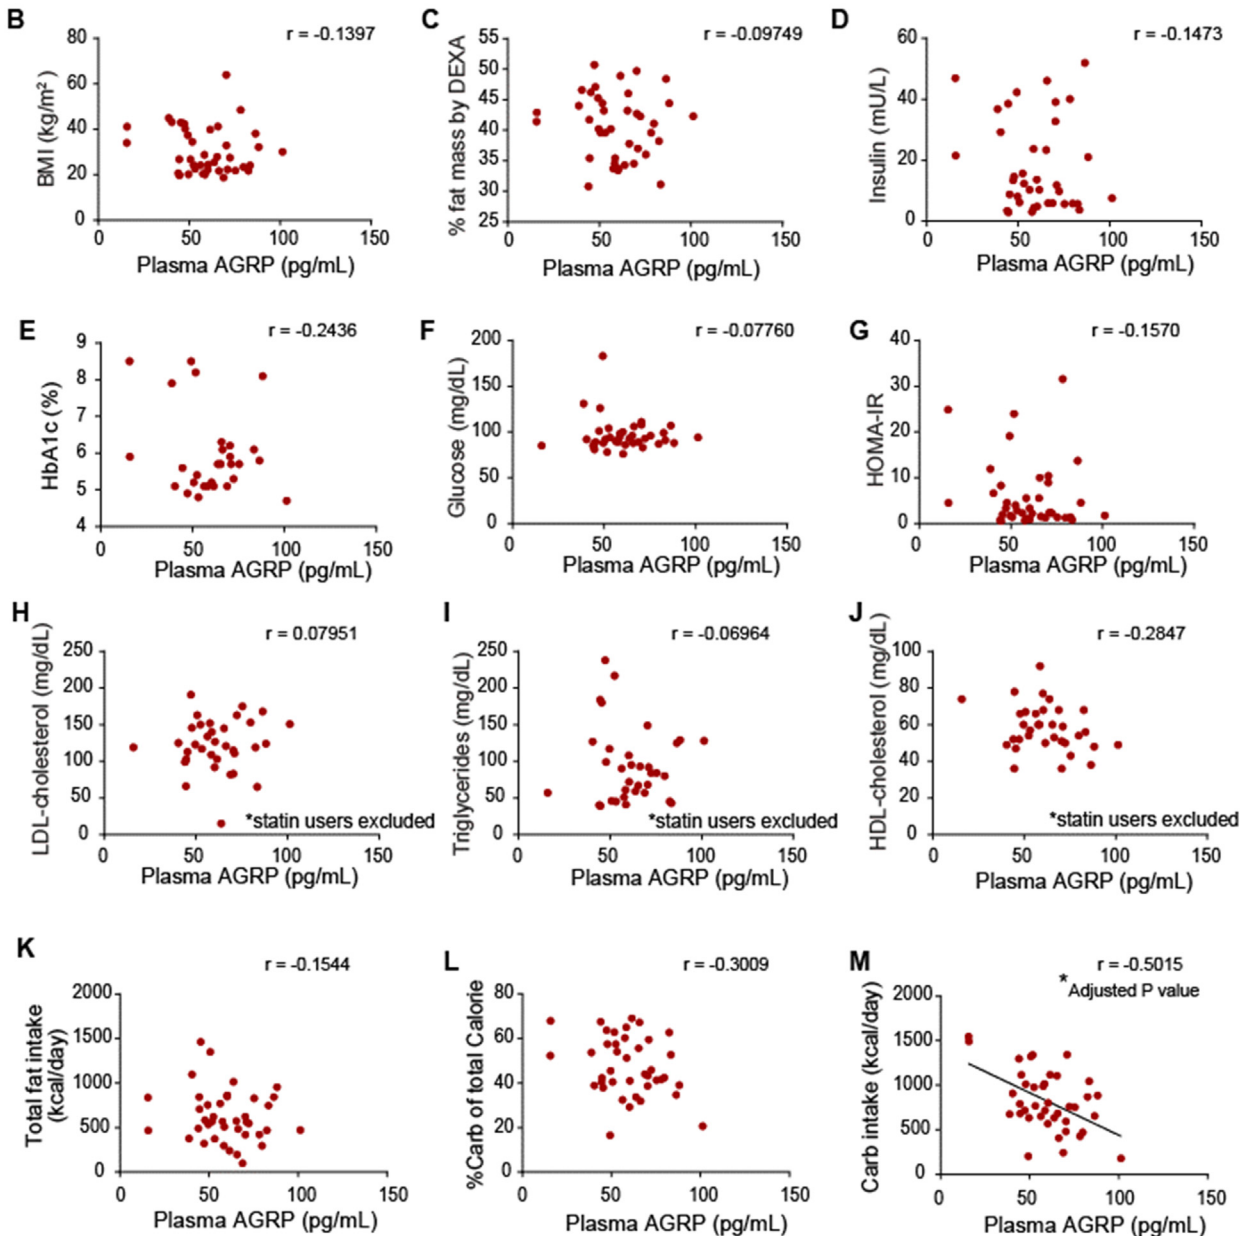 B
r = -0.1397
80
60
40
20
0
BMI (kg/m²)
0 50 100 150
Plasma AGRP (pg/mL)
C
r = -0.09749
55
50
45
40
35
30
25
% fat mass by DEXA
0 50 100 150
Plasma AGRP (pg/mL)
D
r = -0.1473
60
40
20
0
Insulin (mU/L)
0 50 100 150
Plasma AGRP (pg/mL)
E
r = -0.2436
9
8
7
6
5
4
HbA1c (%)
0 50 100 150
Plasma AGRP (pg/mL)
F
r = -0.07760
200
150
100
50
0
Glucose (mg/dL)
0 50 100 150
Plasma AGRP (pg/mL)
G
r = -0.1570
40
30
20
10
0
HOMA-IR
0 50 100 150
Plasma AGRP (pg/mL)
H
r = 0.07951
250
200
150
100
50
0
LDL-cholesterol (mg/dL)
*statin users excluded
0 50 100 150
Plasma AGRP (pg/mL)
I
r = -0.06964
250
200
150
100
50
0
Triglycerides (mg/dL)
*statin users excluded
0 50 100 150
Plasma AGRP (pg/mL)
J
r = -0.2847
100
80
60
40
20
0
HDL-cholesterol (mg/dL)
*statin users excluded
0 50 100 150
Plasma AGRP (pg/mL)
K
r = -0.1544
2000
1500
1000
500
0
Total fat intake
(kcal/day)
0 50 100 150
Plasma AGRP (pg/mL)
L
r = -0.3009
80
60
40
20
0
%Carb of total Calorie
0 50 100 150
Plasma AGRP (pg/mL)
M
r = -0.5015
*Adjusted P value
2000
1500
1000
500
0
Carb intake (kcal/day)
0 50 100 150
Plasma AGRP (pg/mL)